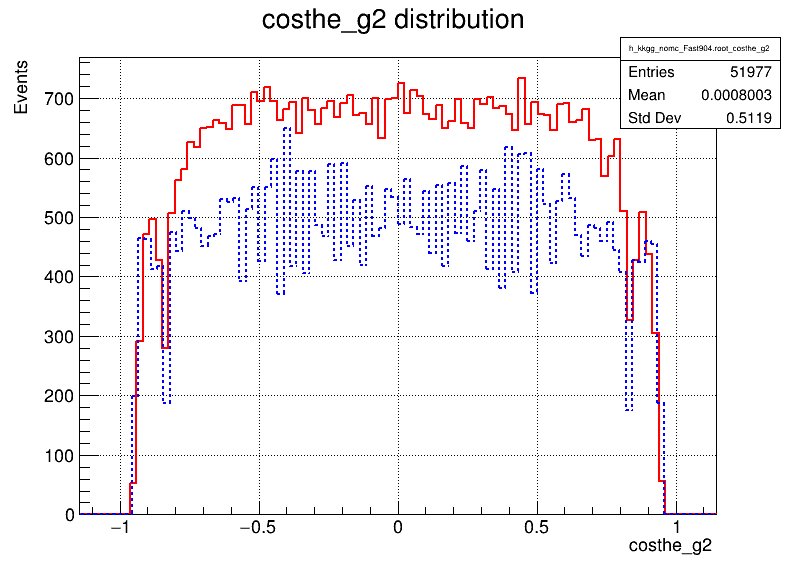 costhe_g2 distribution
h_kkgg_nomc_Fast904.root_costhe_g2
Entries 51977
Mean 0.0008003
Std Dev 0.5119
Events
700
600
500
400
300
200
100
0
−1 −0.5 0 0.5 1
costhe_g2